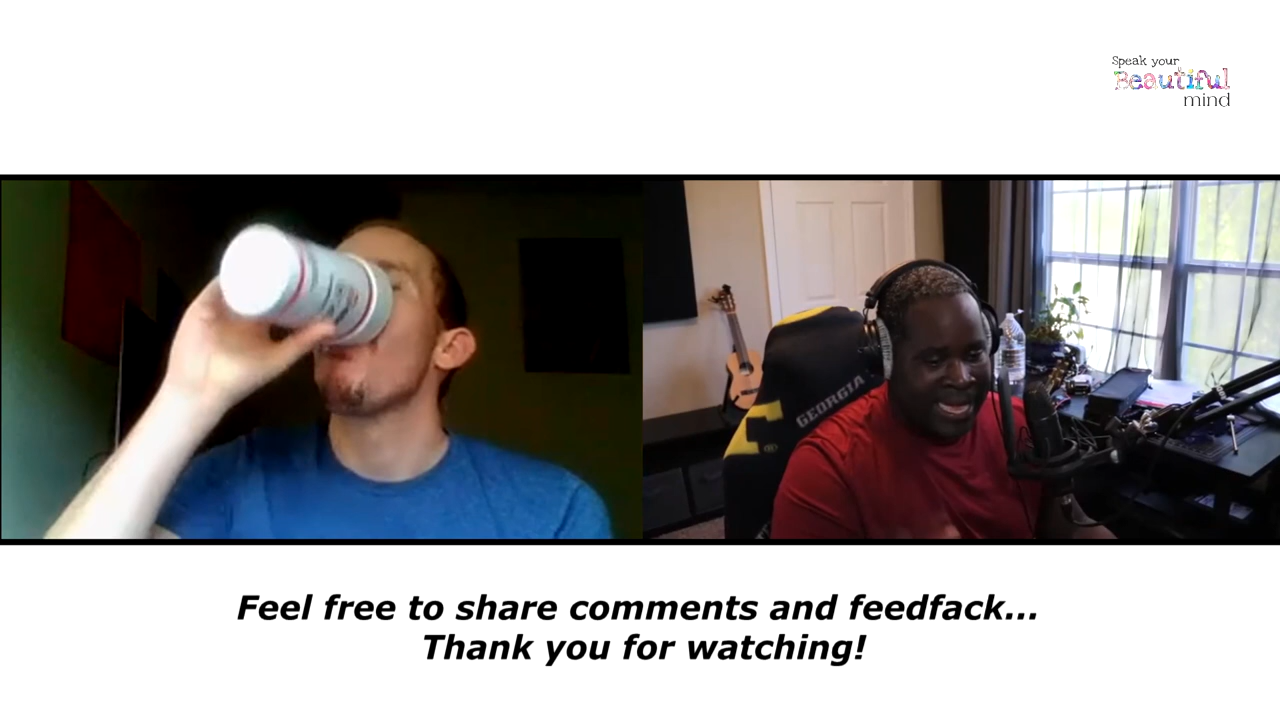 Speak your
Beautiful
mind
GEORGIA
Feel free to share comments and feedfack...
Thank you for watching!